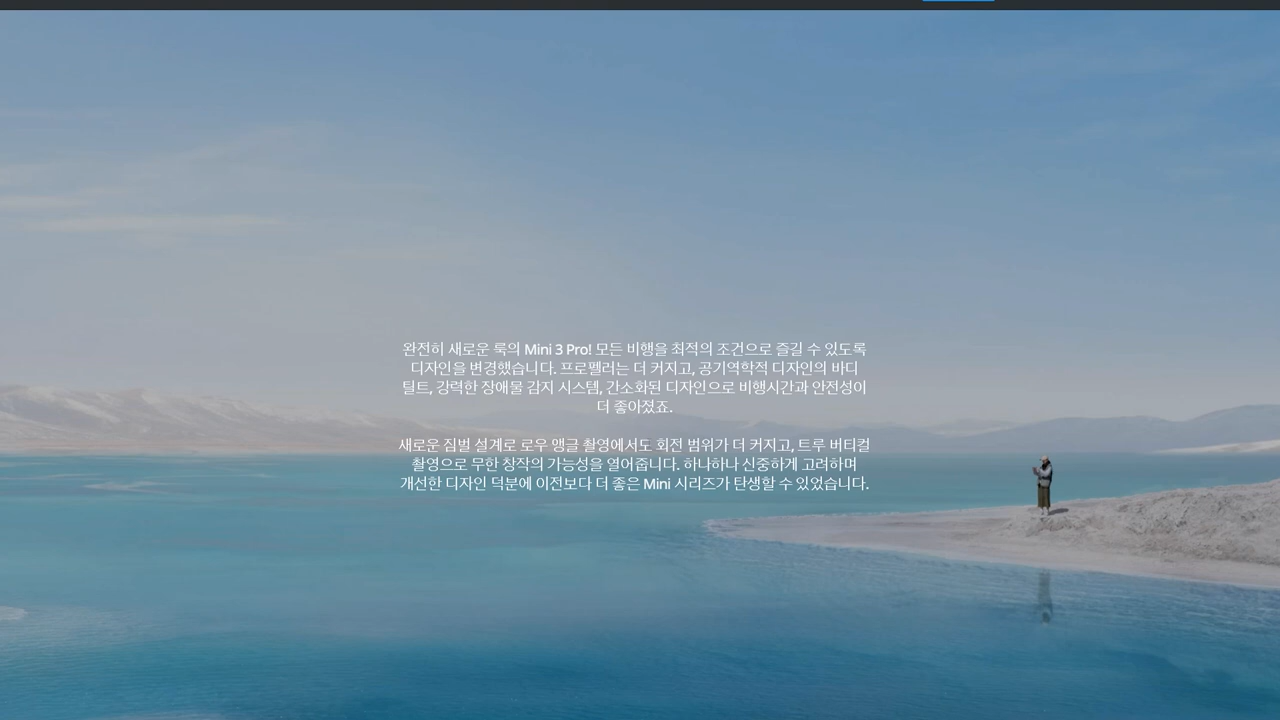 완전히 새로운 룩의 Mini 3 Pro! 모든 비행을 최적의 조건으로 즐길 수 있도록
디자인을 변경했습니다. 프로펠러는 더 커지고, 공기역학적 디자인의 바디
틸트, 강력한 장애물 감지 시스템, 간소화된 디자인으로 비행시간과 안전성이
더 좋아졌죠.
새로운 짐벌 설계로 로우 앵글 촬영에서도 회전 범위가 더 커지고, 트루 버티컬
촬영으로 무한 창작의 가능성을 열어줍니다. 하나하나 신중하게 고려하며
개선한 디자인 덕분에 이전보다 더 좋은 Mini 시리즈가 탄생할 수 있었습니다.